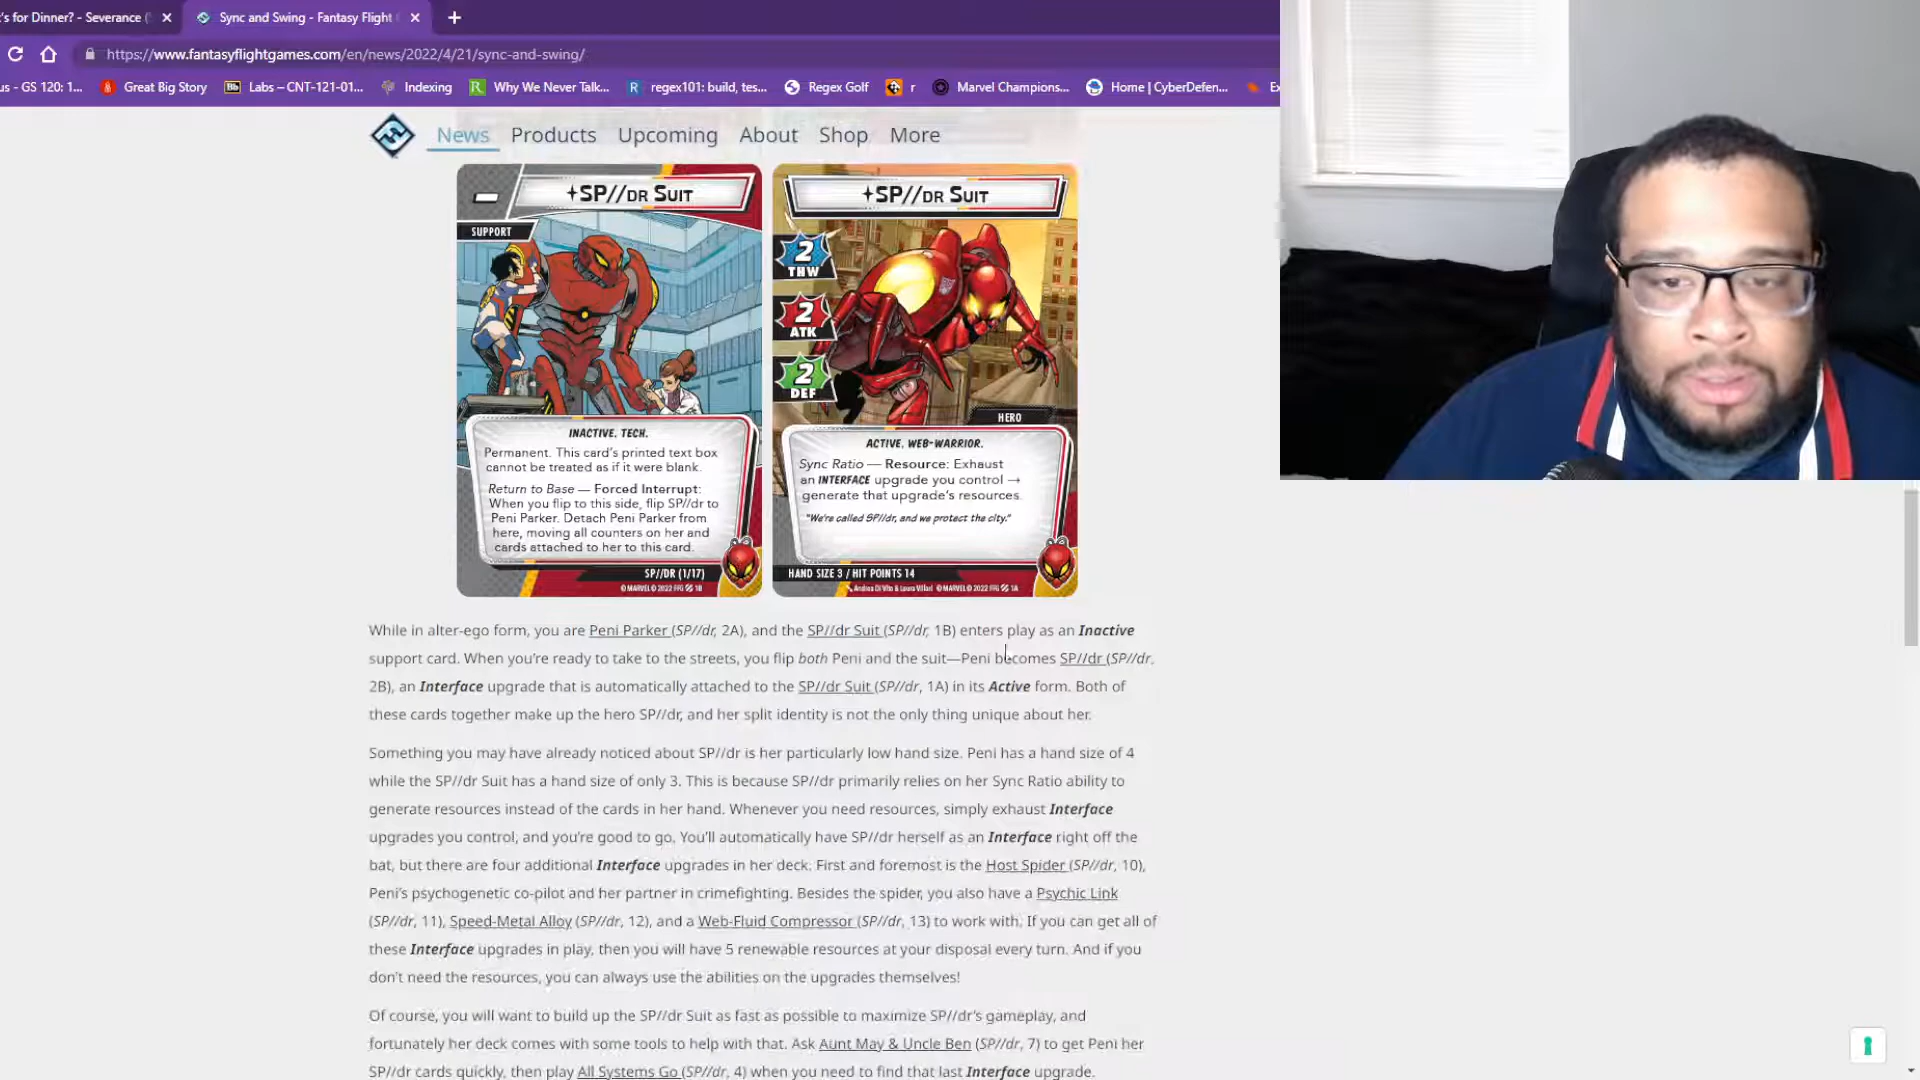 's for Dinner? - Severance (
Sync and Swing - Fantasy Flight
https://www.fantasyflightgames.com/en/news/2022/4/21/sync-and-swing/
us - GS 120: 1...
Great Big Story
Bb
Labs – CNT-121-01...
Indexing
R
Why We Never Talk...
R
regex101: build, tes...
Regex Golf
r
Marvel Champions...
Home | CyberDefen...
Ex
News
Products
Upcoming
About
Shop
More
SP//DR SUIT
SUPPORT
INACTIVE. TECH.
Permanent. This card's printed text box
cannot be treated as if it were blank.
Return to Base — Forced Interrupt:
When you flip to this side, flip SP//dr to
Peni Parker. Detach Peni Parker from
here, moving all counters on her and
cards attached to her to this card.
SP//DR (1/17)
© MARVEL © 2022 FFG 1B
SP//DR SUIT
2
THW
2
ATK
2
DEF
HERO
ACTIVE. WEB-WARRIOR.
Sync Ratio — Resource: Exhaust
an INTERFACE upgrade you control →
generate that upgrade's resources.
"We're called SP//dr, and we protect the city."
HAND SIZE 3 / HIT POINTS 14
Andrea Di Vito & Laura Villari © MARVEL © 2022 FFG 1A
While in alter-ego form, you are Peni Parker (SP//dr, 2A), and the SP//dr Suit (SP//dr, 1B) enters play as an Inactive
support card. When you're ready to take to the streets, you flip both Peni and the suit—Peni becomes SP//dr (SP//dr,
2B), an Interface upgrade that is automatically attached to the SP//dr Suit (SP//dr, 1A) in its Active form. Both of
these cards together make up the hero SP//dr, and her split identity is not the only thing unique about her.
Something you may have already noticed about SP//dr is her particularly low hand size. Peni has a hand size of 4
while the SP//dr Suit has a hand size of only 3. This is because SP//dr primarily relies on her Sync Ratio ability to
generate resources instead of the cards in her hand. Whenever you need resources, simply exhaust Interface
upgrades you control, and you're good to go. You'll automatically have SP//dr herself as an Interface right off the
bat, but there are four additional Interface upgrades in her deck. First and foremost is the Host Spider (SP//dr, 10),
Peni's psychogenetic co-pilot and her partner in crimefighting. Besides the spider, you also have a Psychic Link
(SP//dr, 11), Speed-Metal Alloy (SP//dr, 12), and a Web-Fluid Compressor (SP//dr, 13) to work with. If you can get all of
these Interface upgrades in play, then you will have 5 renewable resources at your disposal every turn. And if you
don't need the resources, you can always use the abilities on the upgrades themselves!
Of course, you will want to build up the SP//dr Suit as fast as possible to maximize SP//dr's gameplay, and
fortunately her deck comes with some tools to help with that. Ask Aunt May & Uncle Ben (SP//dr, 7) to get Peni her
SP//dr cards quickly, then play All Systems Go (SP//dr, 4) when you need to find that last Interface upgrade.